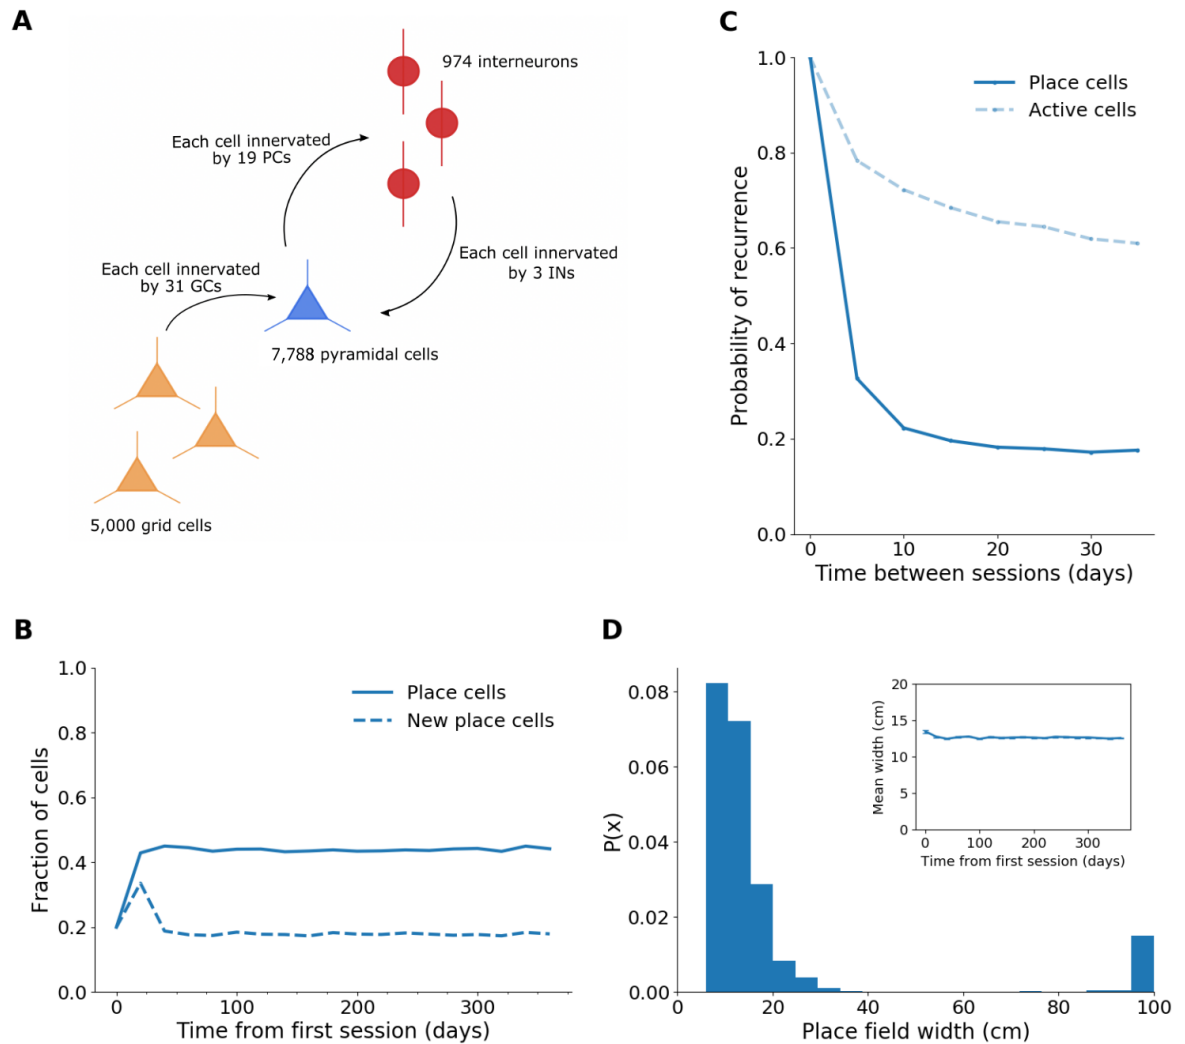 A
974 interneurons
Each cell innervated
by 19 PCs
Each cell innervated
by 3 INs
Each cell innervated
by 31 GCs
7,788 pyramidal cells
5,000 grid cells
C
1.0
0.8
0.6
0.4
0.2
0.0
Probability of recurrence
Place cells
Active cells
0
10
20
30
Time between sessions (days)
B
1.0
0.8
0.6
0.4
0.2
0.0
Fraction of cells
Place cells
New place cells
0
100
200
300
Time from first session (days)
D
0.08
0.06
0.04
0.02
0.00
P(x)
0
20
40
60
80
100
Place field width (cm)
20
15
10
5
0
Mean width (cm)
0
100
200
300
Time from first session (days)